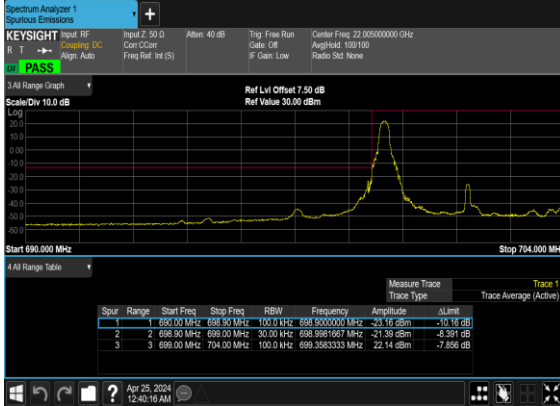 Spectrum Analyzer 1
Spurious Emissions
+
KEYSIGHT Input: RF Input Z: 50 Ω Atten: 40 dB Trig: Free Run Center Freq: 22.005000000 GHz
R T Coupling: DC Corr CCorr Gate: Off Avg|Hold: 100/100
Align: Auto Freq Ref: Int (S) IF Gain: Low Radio Std: None
PASS
3 All Range Graph
Ref Lvl Offset 7.50 dB
Scale/Div 10.0 dB Ref Value 30.00 dBm
Log
20.0
10.0
0.00
-10.0
-20.0
-30.0
-40.0
-50.0
-60.0
Start 690.000 MHz Stop 704.000 MH
4 All Range Table
Measure Trace Trace 1
Trace Type Trace Average (Active)
Spur Range Start Freq Stop Freq RBW Frequency Amplitude ΔLimit
1 1 690.00 MHz 698.90 MHz 100.0 kHz 698.9000000 MHz -23.16 dBm -10.16 dB
2 2 698.90 MHz 699.00 MHz 30.00 kHz 698.9981667 MHz -21.39 dBm -8.391 dB
3 3 699.00 MHz 704.00 MHz 100.0 kHz 699.3583333 MHz 22.14 dBm -7.856 dB
? Apr 25, 2024
12:40:16 AM